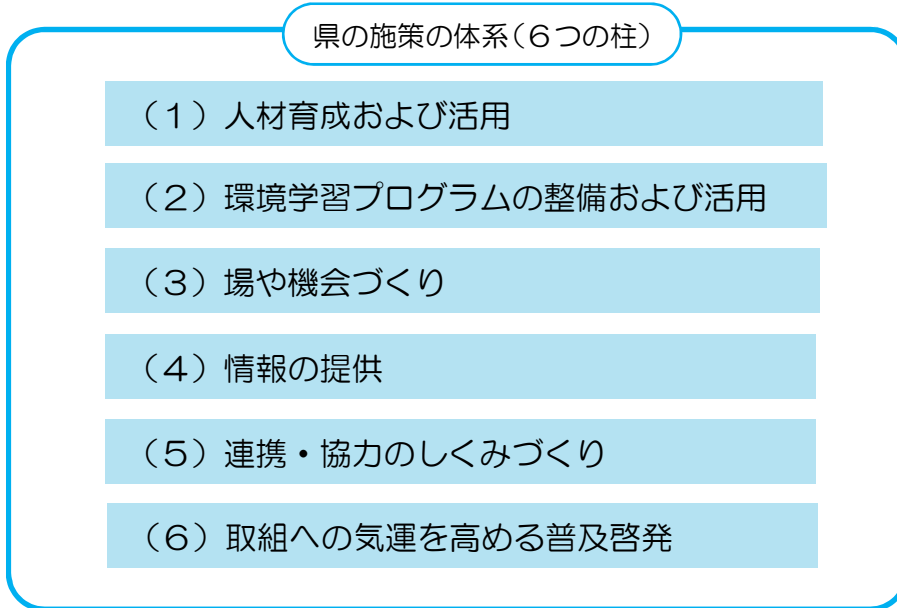 県の施策の体系（６つの柱）
（１）人材育成および活用
（２）環境学習プログラムの整備および活用
（３）場や機会づくり
（４）情報の提供
（５）連携・協力のしくみづくり
（６）取組への気運を高める普及啓発